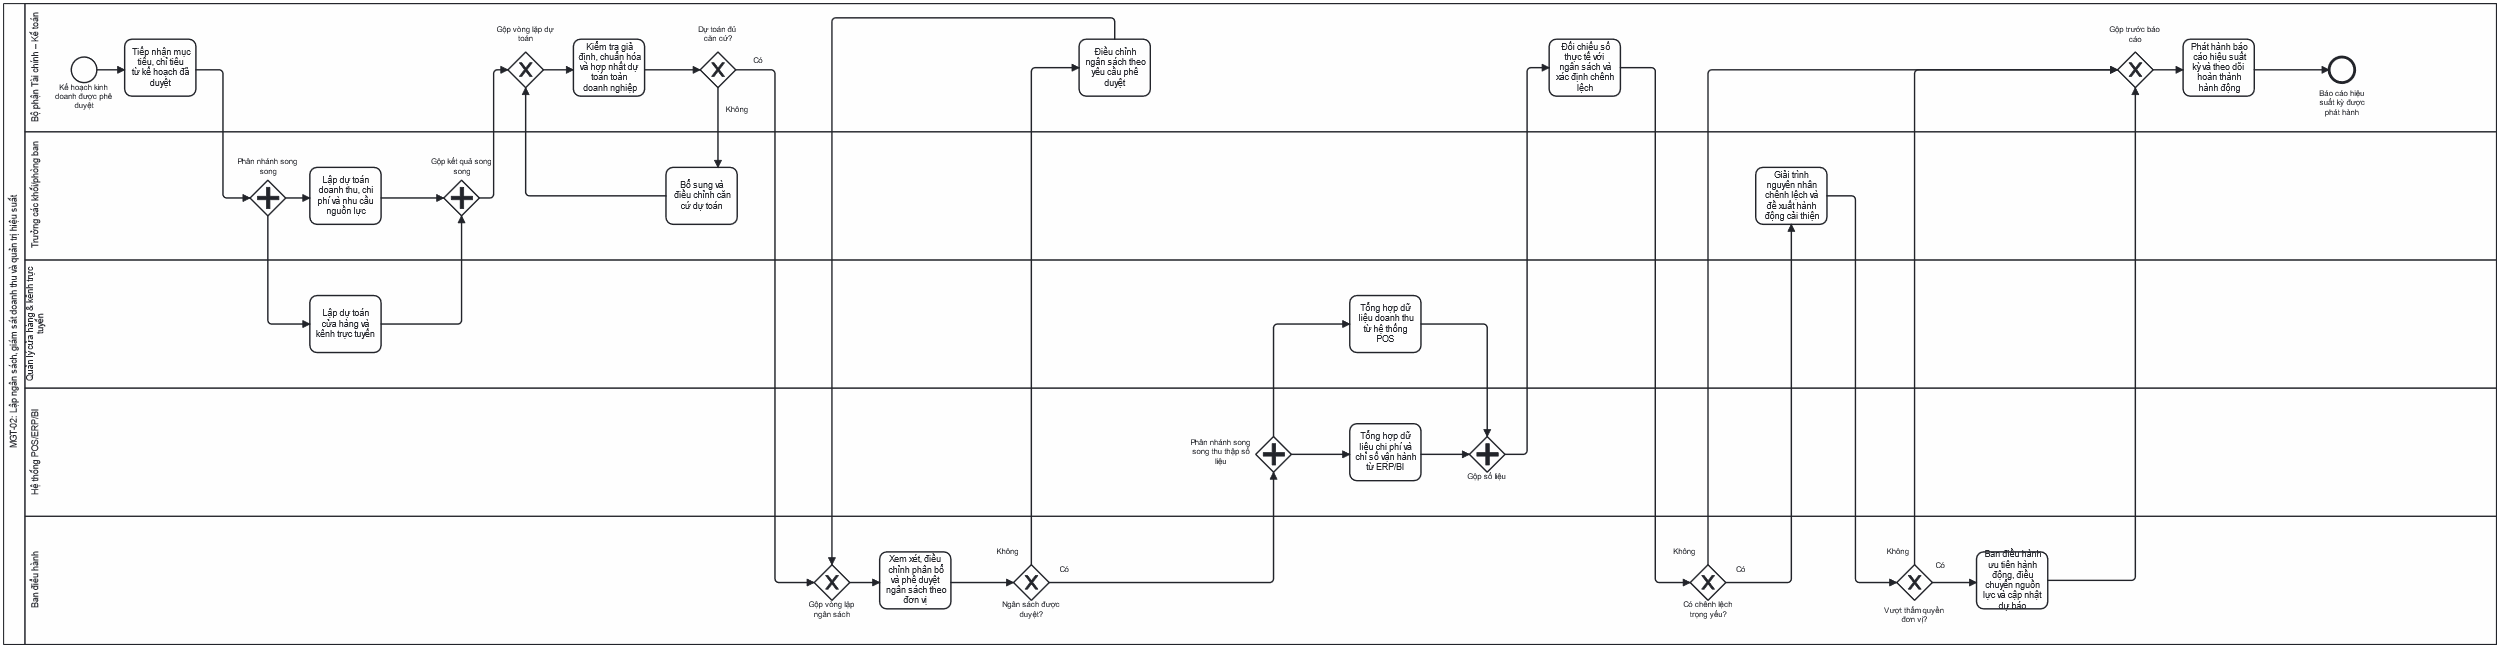 MGT-02: Lập ngân sách, giám sát doanh thu và quản trị hiệu suất
Bộ phận Tài chính – Kế toán
Kế hoạch kinh
doanh được phê
duyệt
Tiếp nhận mục
tiêu, chỉ tiêu
từ kế hoạch đã
duyệt
Gộp vòng lặp dự
toán
Kiểm tra giả
định, chuẩn hóa
và hợp nhất dự
toán toàn
doanh nghiệp
Dự toán đủ
căn cứ?
Có
Không
Điều chỉnh
ngân sách theo
yêu cầu phê
duyệt
Đối chiếu số
thực tế với
ngân sách và
xác định chênh
lệch
Gộp trước báo
cáo
Phát hành báo
cáo hiệu suất
kỳ và theo dõi
hoàn thành
hành động
Báo cáo hiệu
suất kỳ được
phát hành
Trưởng các khối/phòng ban
Phân nhánh song
song
Lập dự toán
doanh thu, chi
phí và nhu cầu
nguồn lực
Gộp kết quả song
song
Bổ sung và
điều chỉnh căn
cứ dự toán
Giải trình
nguyên nhân
chênh lệch và
đề xuất hành
động cải thiện
Quản lý cửa hàng & kênh trực
tuyến
Lập dự toán
cửa hàng và
kênh trực tuyến
Tổng hợp dữ
liệu doanh thu
từ hệ thống
POS
Hệ thống POS/ERP/BI
Phân nhánh song
song thu thập số
liệu
Tổng hợp dữ
liệu chi phí và
chỉ số vận hành
từ ERP/BI
Gộp số liệu
Ban điều hành
Gộp vòng lặp
ngân sách
Xem xét, điều
chỉnh phân bổ
và phê duyệt
ngân sách theo
đơn vị
Không
Có
Ngân sách được
duyệt?
Không
Có
Có chênh lệch
trọng yếu?
Không
Có
Vượt thẩm quyền
đơn vị?
Ban điều hành
ưu tiên hành
động, điều
chuyển nguồn
lực và cập nhật
dự báo